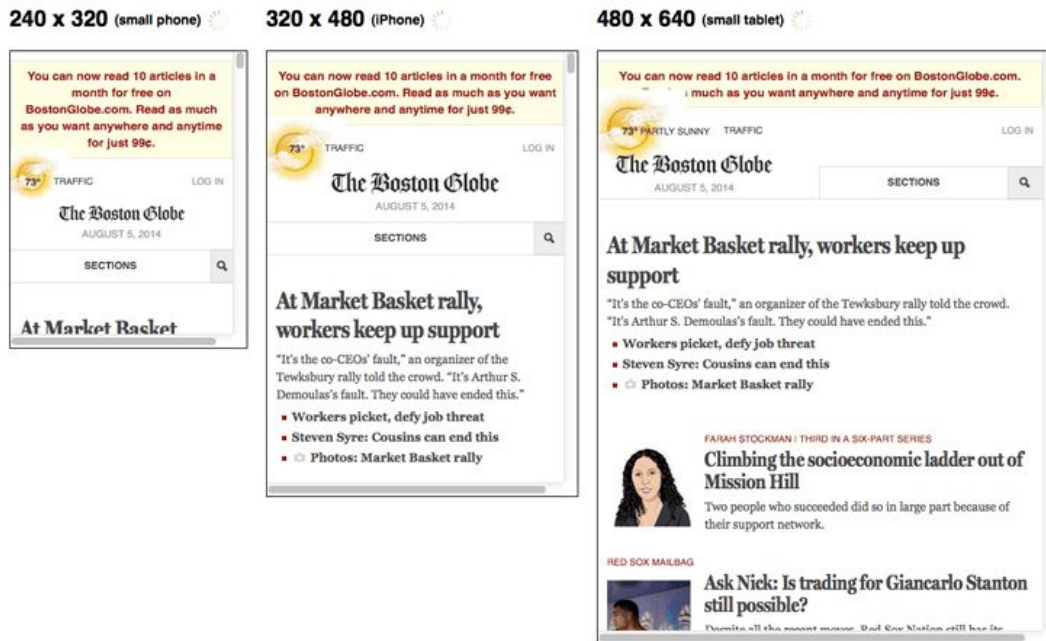 240 x 320 (small phone)
You can now read 10 articles in a
month for free on
BostonGlobe.com. Read as much
as you want anywhere and anytime
for just 99¢.
73° TRAFFIC LOG IN
The Boston Globe
AUGUST 5, 2014
SECTIONS
At Market Basket
320 x 480 (iPhone)
You can now read 10 articles in a month for free
on BostonGlobe.com. Read as much as you want
anywhere and anytime for just 99¢.
73° TRAFFIC LOG IN
The Boston Globe
AUGUST 5, 2014
SECTIONS
At Market Basket rally,
workers keep up support
"It's the co-CEOs' fault," an organizer of the
Tewksbury rally told the crowd. "It's Arthur S.
Demoulas's fault. They could have ended this."
Workers picket, defy job threat
Steven Syre: Cousins can end this
Photos: Market Basket rally
480 x 640 (small tablet)
You can now read 10 articles in a month for free on BostonGlobe.com.
much as you want anywhere and anytime for just 99¢.
73° PARTLY SUNNY TRAFFIC LOG IN
The Boston Globe
AUGUST 5, 2014
SECTIONS
At Market Basket rally, workers keep up
support
"It's the co-CEOs' fault," an organizer of the Tewksbury rally told the crowd.
"It's Arthur S. Demoulas's fault. They could have ended this."
Workers picket, defy job threat
Steven Syre: Cousins can end this
Photos: Market Basket rally
FARAH STOCKMAN | THIRD IN A SIX-PART SERIES
Climbing the socioeconomic ladder out of
Mission Hill
Two people who succeeded did so in large part because of
their support network.
RED SOX MAILBAG
Ask Nick: Is trading for Giancarlo Stanton
still possible?
Despite all the recent moves, Red Sox Nation still has its